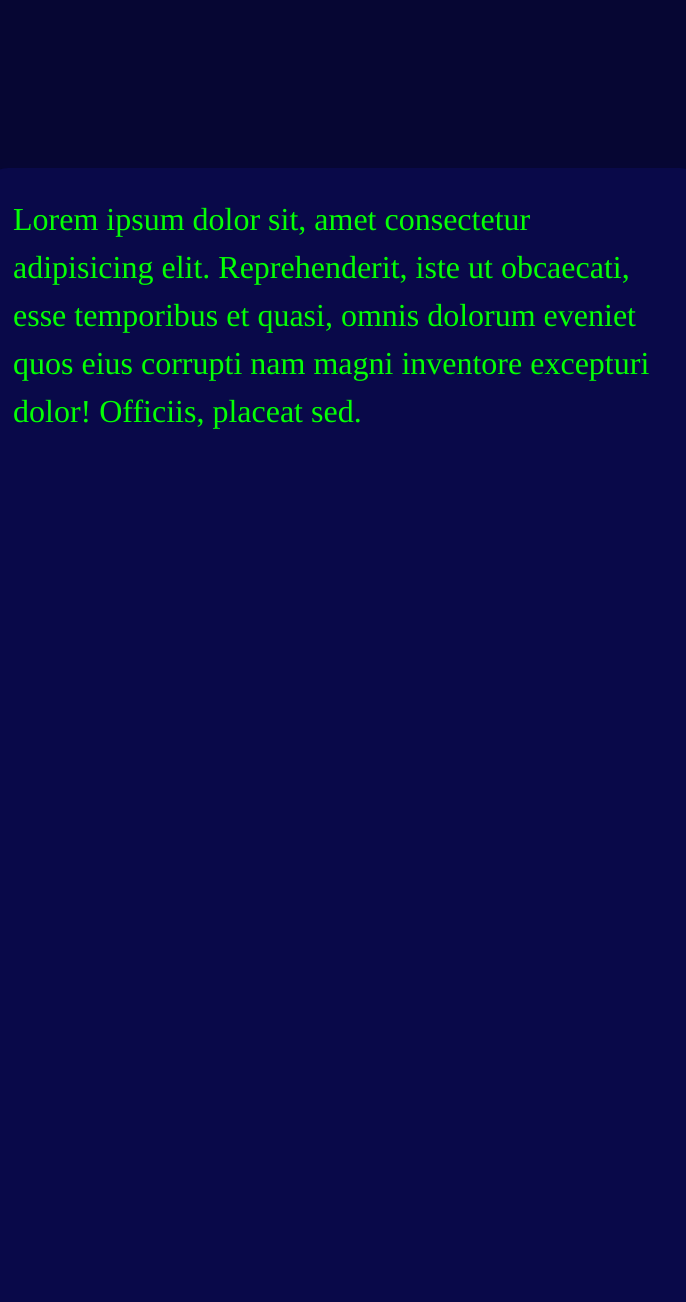 Lorem ipsum dolor sit, amet consectetur
adipisicing elit. Reprehenderit, iste ut obcaecati,
esse temporibus et quasi, omnis dolorum eveniet
quos eius corrupti nam magni inventore excepturi
dolor! Officiis, placeat sed.